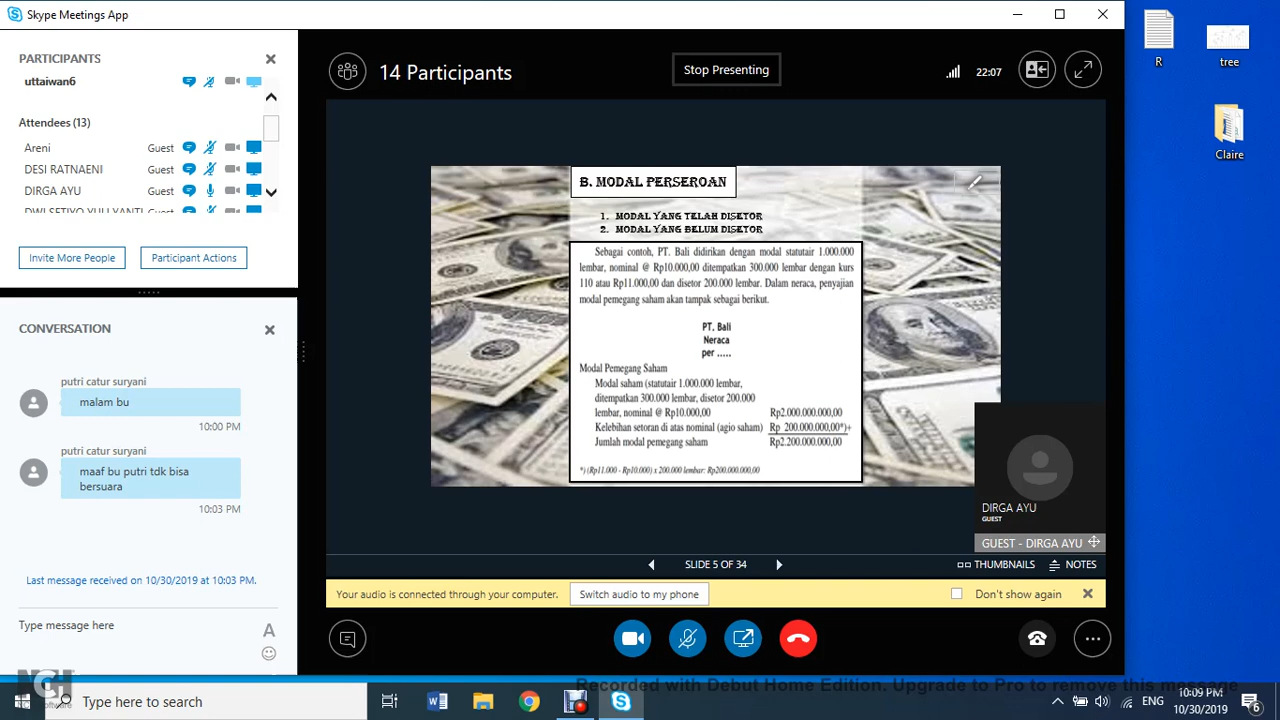 Skype Meetings App
PARTICIPANTS
uttaiwan6
Attendees (13)
Areni Guest
DESI RATNAENI Guest
DIRGA AYU Guest
DWI SETIYO YULI YANTI Guest
Invite More People
Participant Actions
CONVERSATION
putri catur suryani
malam bu
10:00 PM
putri catur suryani
maaf bu putri tdk bisa
bersuara
10:03 PM
Last message received on 10/30/2019 at 10:03 PM.
Type message here
14 Participants
Stop Presenting
22:07
B. MODAL PERSEROAN
1. MODAL YANG TELAH DISETOR
2. MODAL YANG BELUM DISETOR
Sebagai contoh, PT. Bali didirikan dengan modal statutair 1.000.000
lembar, nominal @ Rp10.000,00 ditempatkan 300.000 lembar dengan kurs
110 atau Rp11.000,00 dan disetor 200.000 lembar. Dalam neraca, penyajian
modal pemegang saham akan tampak sebagai berikut.
PT. Bali
Neraca
per .....
Modal Pemegang Saham
Modal saham (statutair 1.000.000 lembar,
ditempatkan 300.000 lembar, disetor 200.000
lembar, nominal @ Rp10.000,00 Rp2.000.000.000,00
Kelebihan setoran di atas nominal (agio saham) Rp 200.000.000,00*)+
Jumlah modal pemegang saham Rp2.200.000.000,00
*) (Rp11.000 - Rp10.000) x 200.000 lembar: Rp200.000.000,00
DIRGA AYU
GUEST
GUEST - DIRGA AYU
SLIDE 5 OF 34
THUMBNAILS
NOTES
Your audio is connected through your computer.
Switch audio to my phone
Don't show again
R
tree
Claire
NCH
Software
Recorded with Debut Home Edition. Upgrade to Pro to remove this message
Type here to search
ENG
10:09 PM
10/30/2019
6